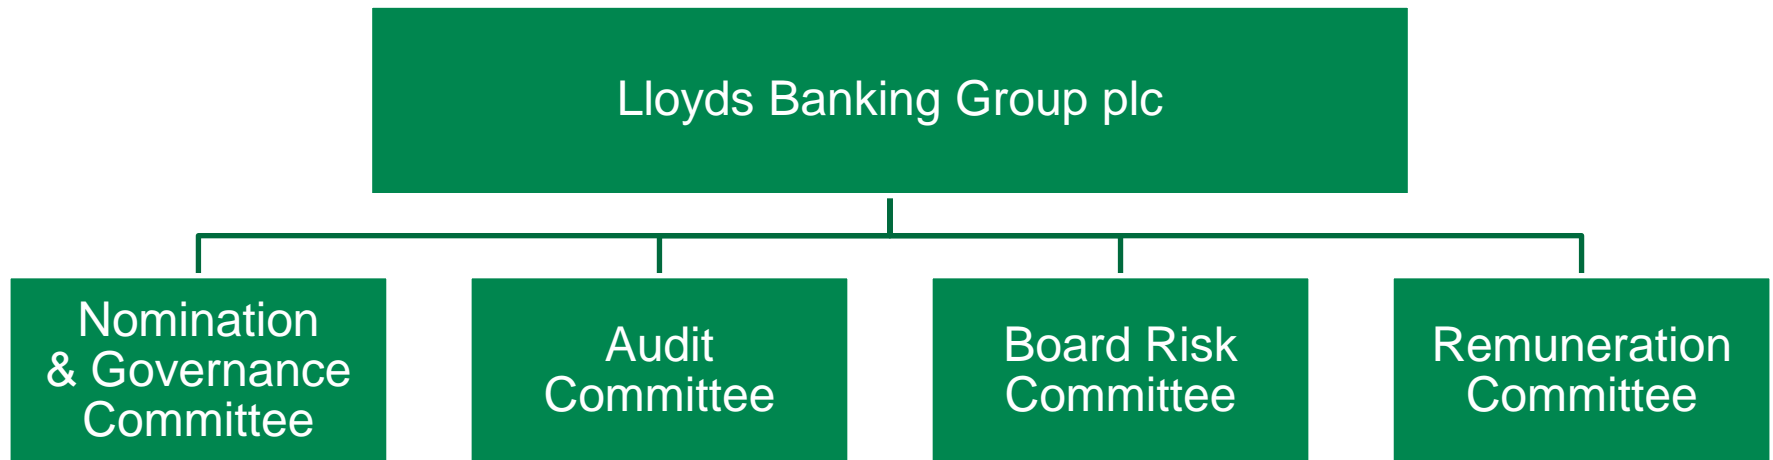 Lloyds Banking Group plc
Nomination
& Governance
Committee
Audit
Committee
Board Risk
Committee
Remuneration
Committee